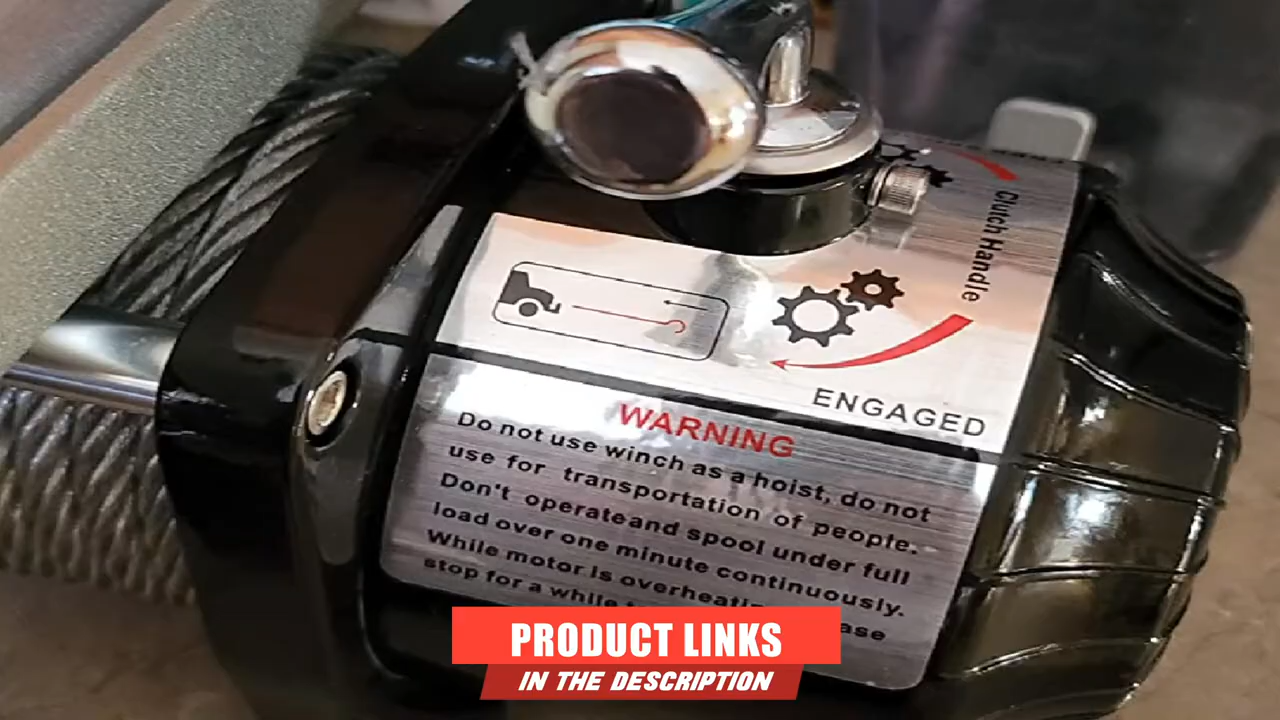 Clutch Handle
ENGAGED
WARNING
Do not use winch as a hoist, do not
use for transportation of people.
Don't operateand spool under full
load over one minute continuously.
While motor is overheati
stop for a while
PRODUCT LINKS
IN THE DESCRIPTION